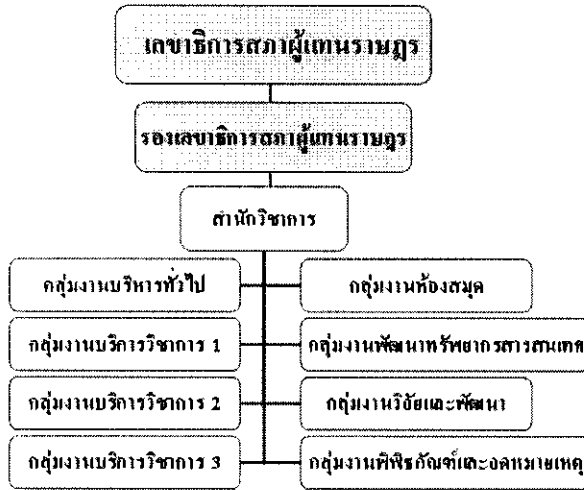 เลขาธิการสภาผู้แทนราษฎร
รองเลขาธิการสภาผู้แทนราษฎร
สำนักวิชาการ
กลุ่มงานบริหารทั่วไป
กลุ่มงานห้องสมุด
กลุ่มงานบริการวิชาการ 1
กลุ่มงานพัฒนาทรัพยากรสารสนเทศ
กลุ่มงานบริการวิชาการ 2
กลุ่มงานวิจัยและพัฒนา
กลุ่มงานบริการวิชาการ 3
กลุ่มงานพิพิธภัณฑ์และจดหมายเหตุ